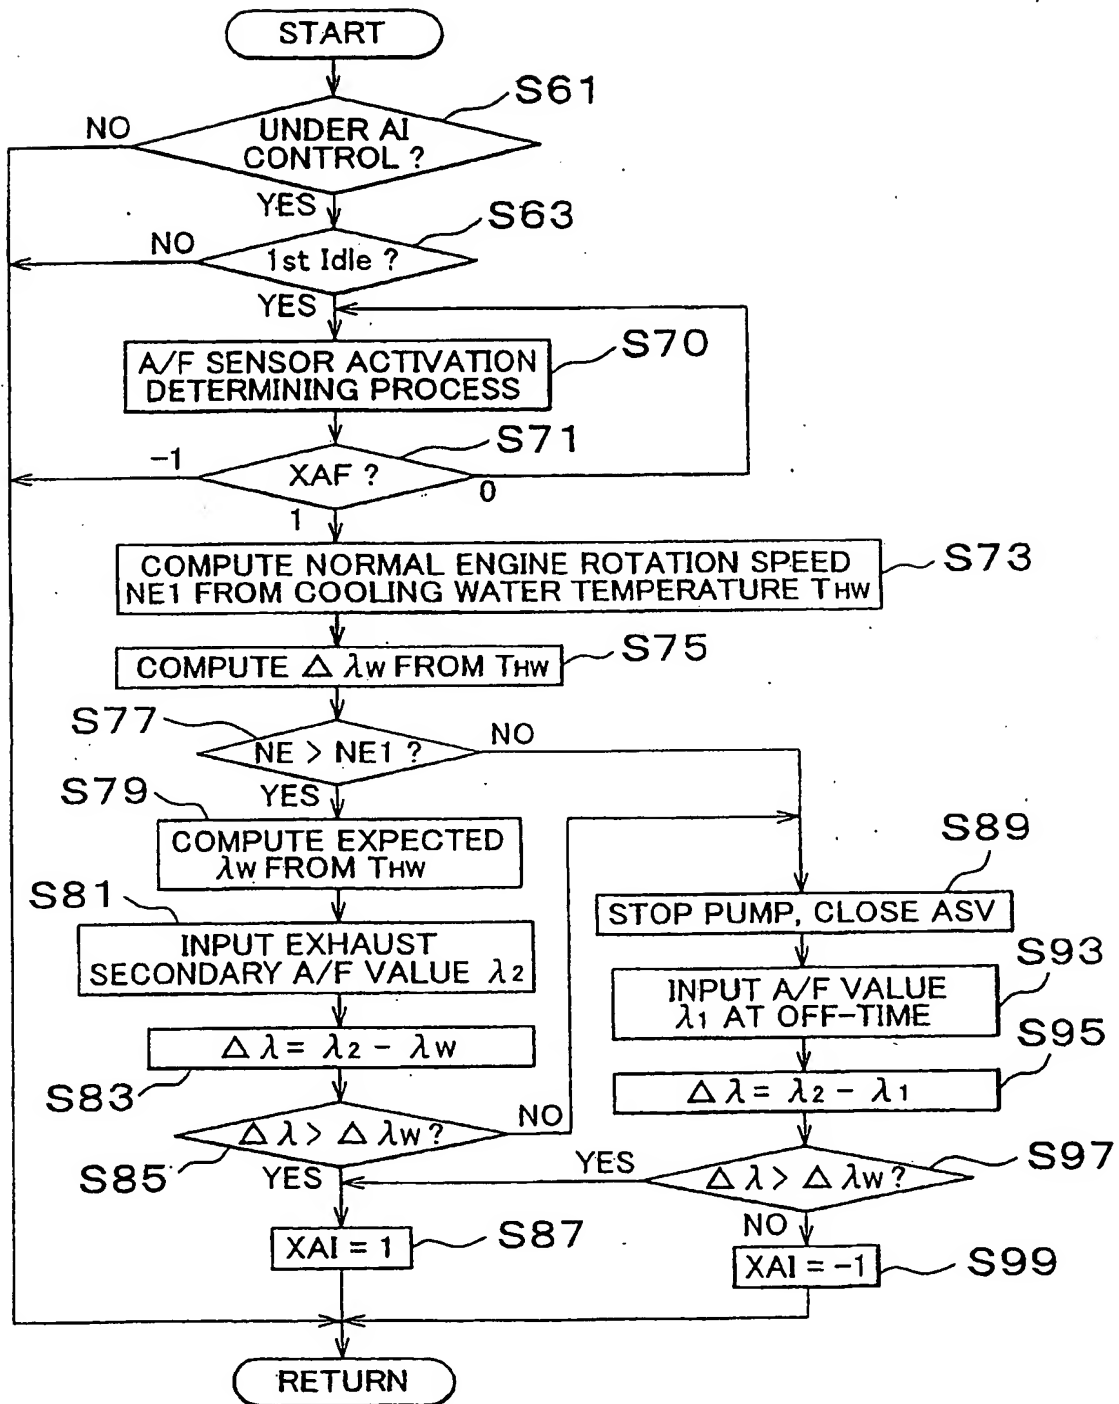 START
S61
NO
UNDER AI
CONTROL ?
YES
S63
NO
1st Idle ?
YES
S70
A/F SENSOR ACTIVATION
DETERMINING PROCESS
S71
-1
XAF ?
0
1
S73
COMPUTE NORMAL ENGINE ROTATION SPEED
NE1 FROM COOLING WATER TEMPERATURE THW
S75
COMPUTE Δ λW FROM THW
S77
NO
NE > NE1 ?
YES
S79
COMPUTE EXPECTED
λW FROM THW
S89
STOP PUMP, CLOSE ASV
S81
INPUT EXHAUST
SECONDARY A/F VALUE λ2
S93
INPUT A/F VALUE
λ1 AT OFF-TIME
S95
Δ λ = λ2 - λW
S83
Δ λ = λ2 - λ1
NO
Δ λ > Δ λW ?
S85
YES
YES
Δ λ > Δ λW ?
S97
NO
XAI = 1
S87
XAI = -1
S99
RETURN